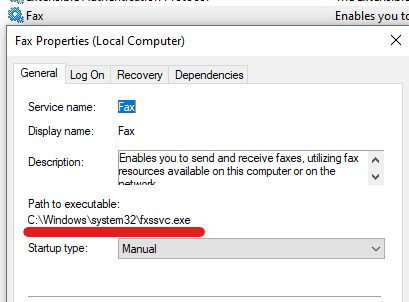 Fax
Enables you to
Fax Properties (Local Computer)
General Log On Recovery Dependencies
Service name: Fax
Display name: Fax
Description: Enables you to send and receive faxes, utilizing fax
resources available on this computer or on the
network
Path to executable:
C:\Windows\system32\fxssvc.exe
Startup type: Manual